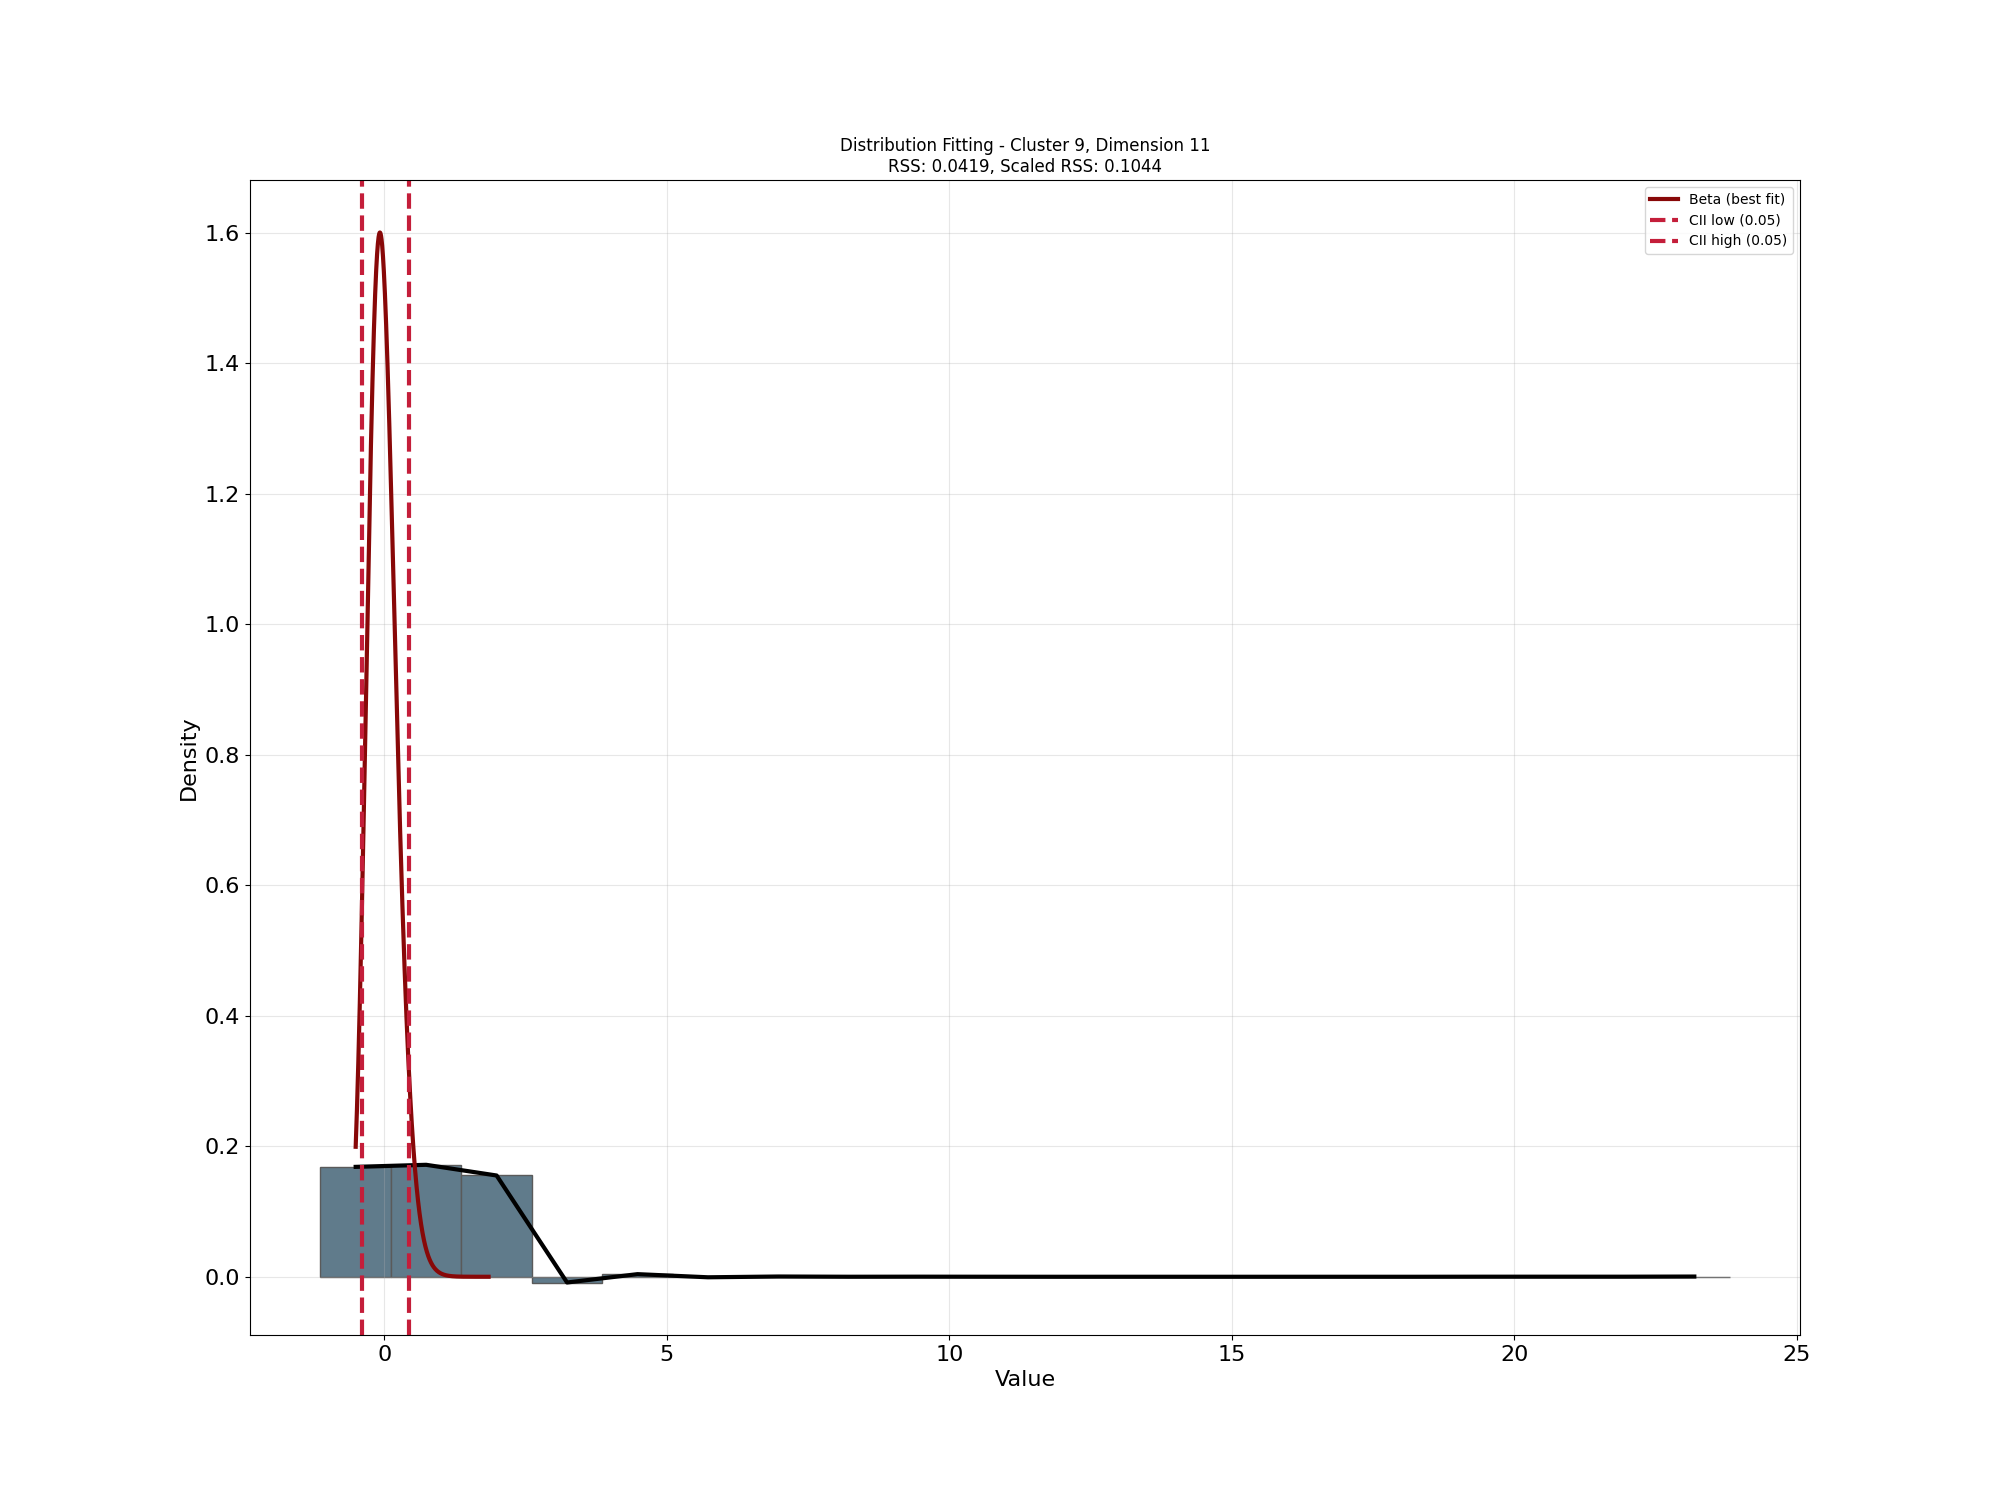 Distribution Fitting - Cluster 9, Dimension 11
RSS: 0.0419, Scaled RSS: 0.1044
Beta (best fit)
CII low (0.05)
CII high (0.05)
Density
1.6
1.4
1.2
1.0
0.8
0.6
0.4
0.2
0.0
0 5 10 15 20 25
Value